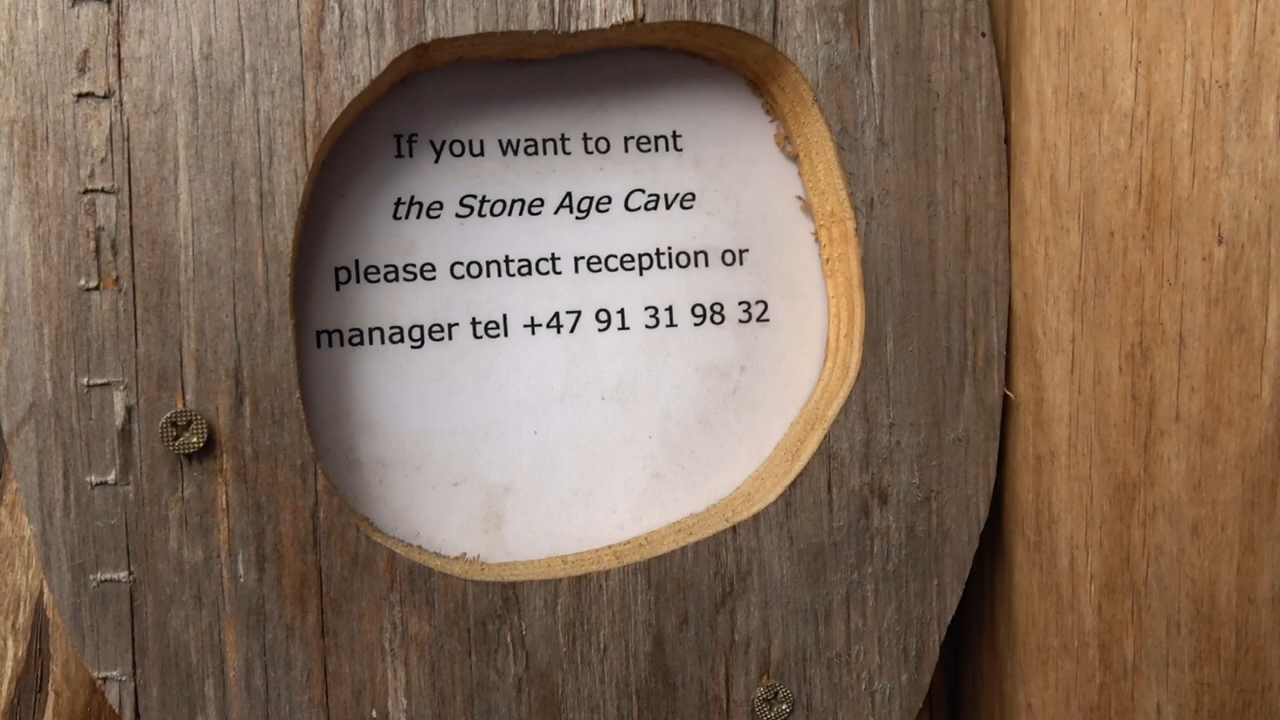 If you want to rent
the Stone Age Cave
please contact reception or
manager tel +47 91 31 98 32